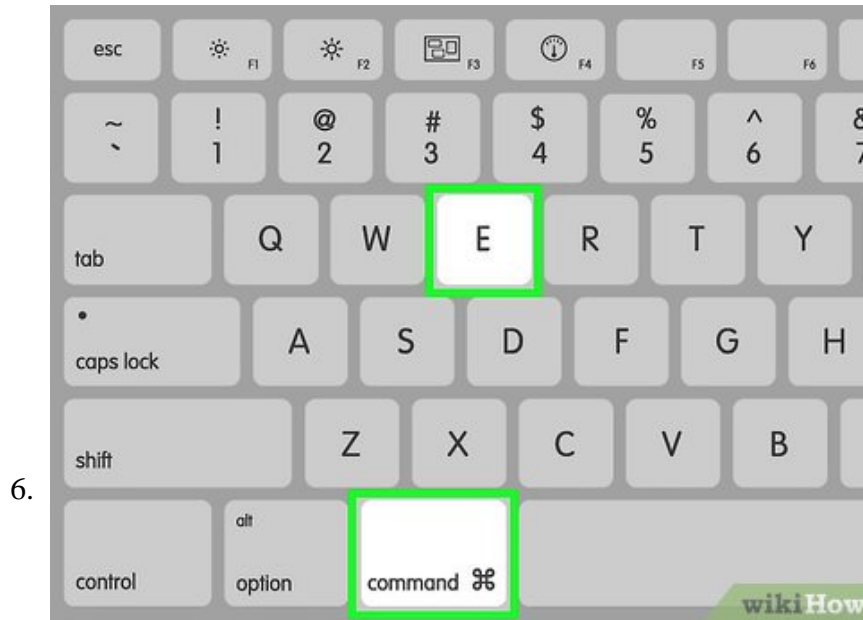 esc F1 F2 F3 F4 F5 F6
~ ! @ # $ % ^
` 1 2 3 4 5 6
tab Q W E R T Y
caps lock A S D F G H
shift Z X C V B
6.
alt
control option command ⌘
wikiHow